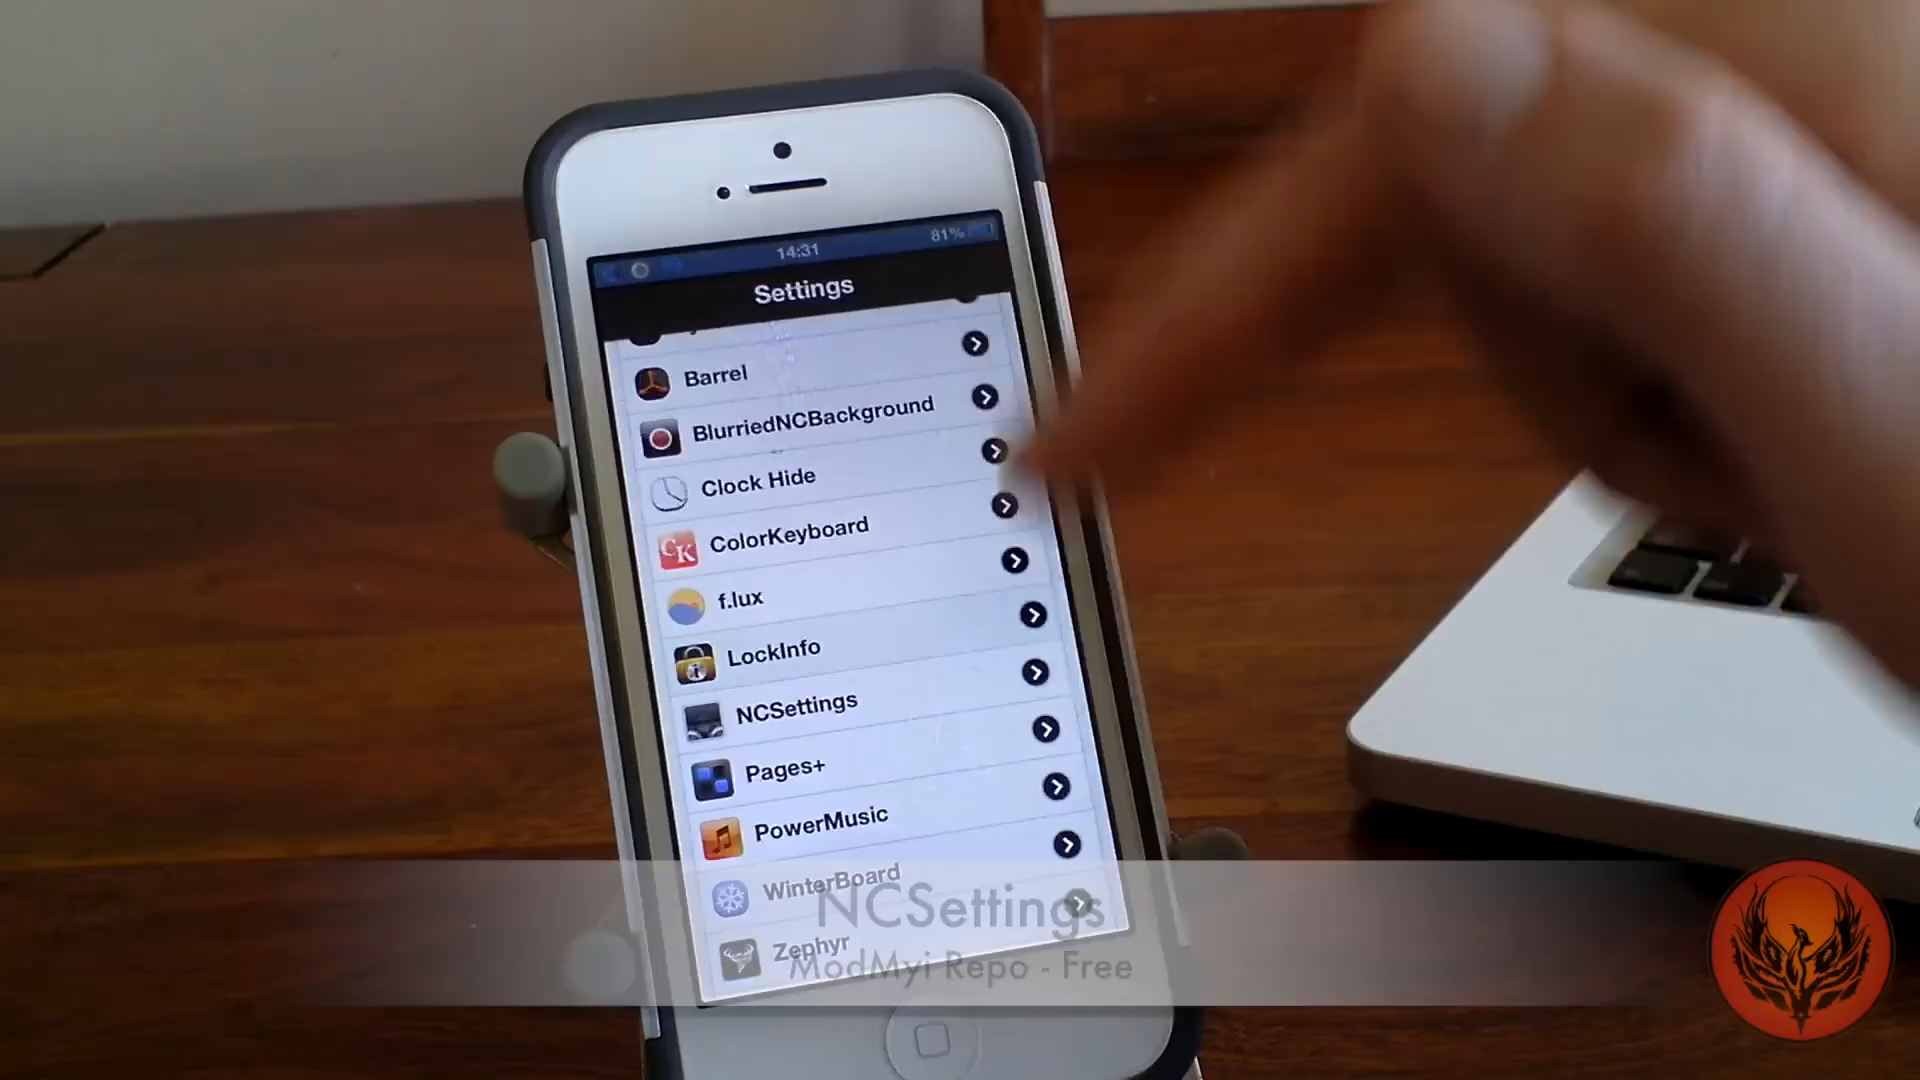 14:31
81%
Settings
Barrel
BlurriedNCBackground
Clock Hide
ColorKeyboard
CK
f.lux
LockInfo
NCSettings
Pages+
PowerMusic
WinterBoard
Zephyr
NCSettings
ModMyi Repo - Free